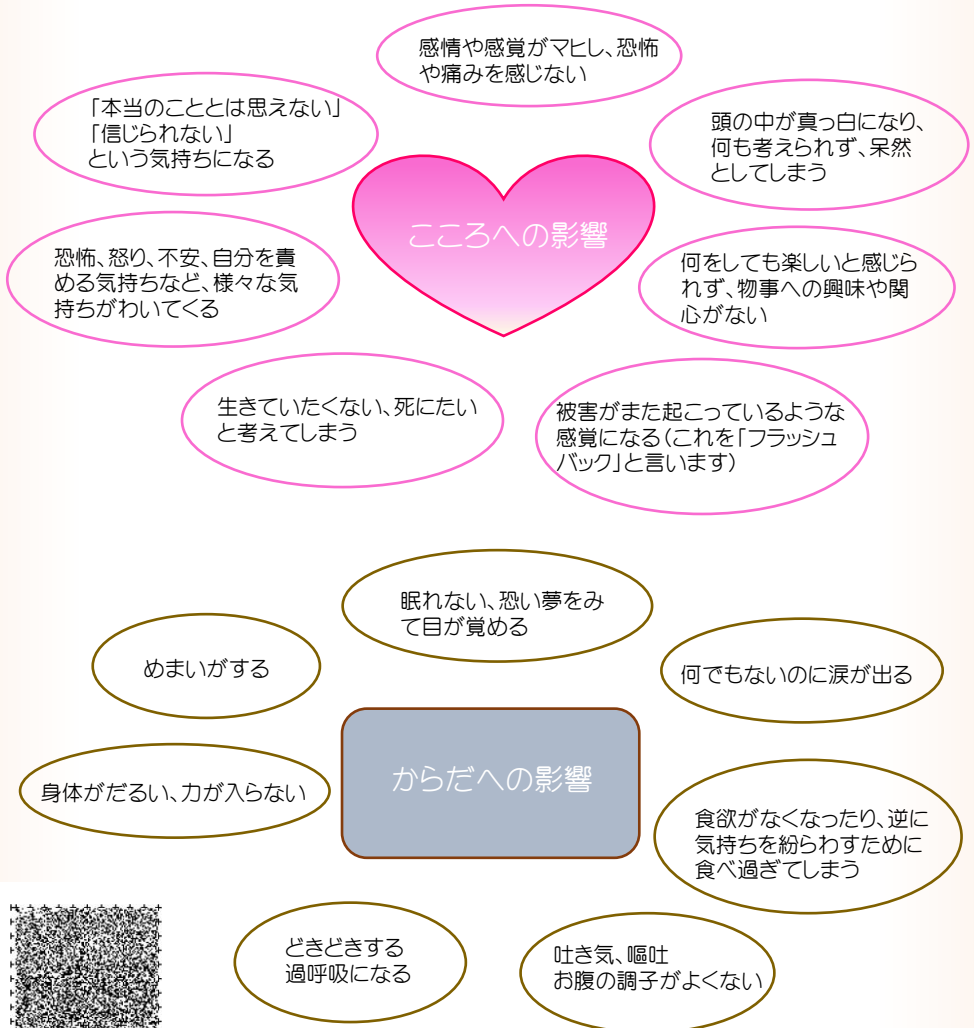 感情や感覚がマヒし、恐怖
や痛みを感じない
「本当のこととは思えない」
「信じられない」
という気持ちになる
頭の中が真っ白になり、
何も考えられず、呆然
としてしまう
こころへの影響
恐怖、怒り、不安、自分を責
める気持ちなど、様々な気
持ちがわいてくる
何をしても楽しいと感じら
れず、物事への興味や関
心がない
生きていたくない、死にたい
と考えてしまう
被害がまた起こっているような
感覚になる（これを「フラッシュ
バック」と言います）
眠れない、恐い夢をみ
て目が覚める
めまいがする
何でもないのに涙が出る
からだへの影響
身体がだるい、力が入らない
食欲がなくなったり、逆に
気持ちを紛らわすために
食べ過ぎてしまう
どきどきする
過呼吸になる
吐き気、嘔吐
お腹の調子がよくない